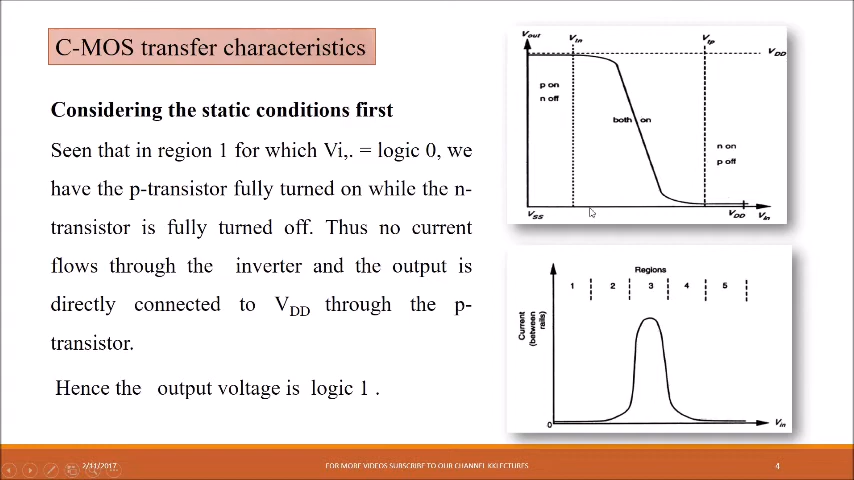 C-MOS transfer characteristics
Considering the static conditions first
Seen that in region 1 for which Vi,. = logic 0, we
have the p-transistor fully turned on while the n-
transistor is fully turned off. Thus no current
flows through the inverter and the output is
directly connected to VDD through the p-
transistor.
Hence the output voltage is logic 1 .
Vout
Vtn
Vtp
VDD
p on
n off
both on
n on
p off
VSS
VDD
Vin
Regions
1 2 3 4 5
Current
(between
rails)
0
Vin
2/11/2017
FOR MORE VIDEOS SUBSCRIBE TO OUR CHANNEL KKLECTURES
4